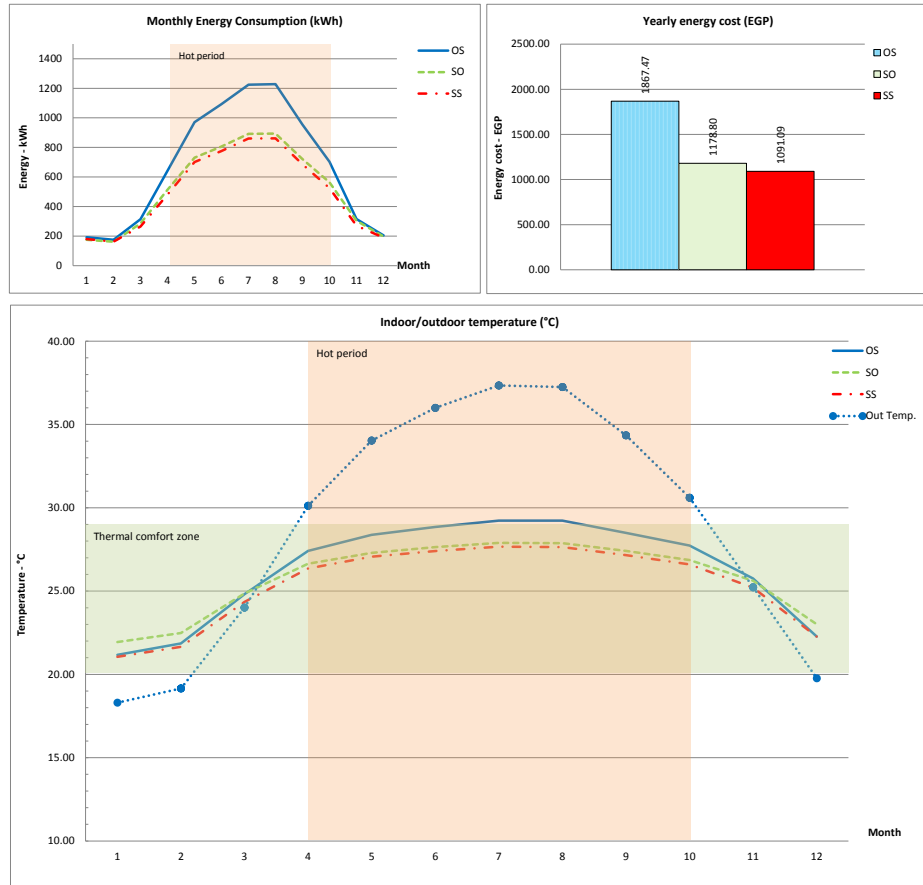 Monthly Energy Consumption (kWh)
Hot period
OS
SO
SS
1400
1200
1000
800
600
400
200
0
Energy - kWh
1 2 3 4 5 6 7 8 9 10 11 12
Month
Yearly energy cost (EGP)
2500.00
2000.00
1500.00
1000.00
500.00
0.00
Energy cost - EGP
1867.47
1178.80
1091.09
OS
SO
SS
Indoor/outdoor temperature (°C)
Hot period
OS
SO
SS
Out Temp.
Thermal comfort zone
40.00
35.00
30.00
25.00
20.00
15.00
10.00
Temperature - °C
1 2 3 4 5 6 7 8 9 10 11 12
Month